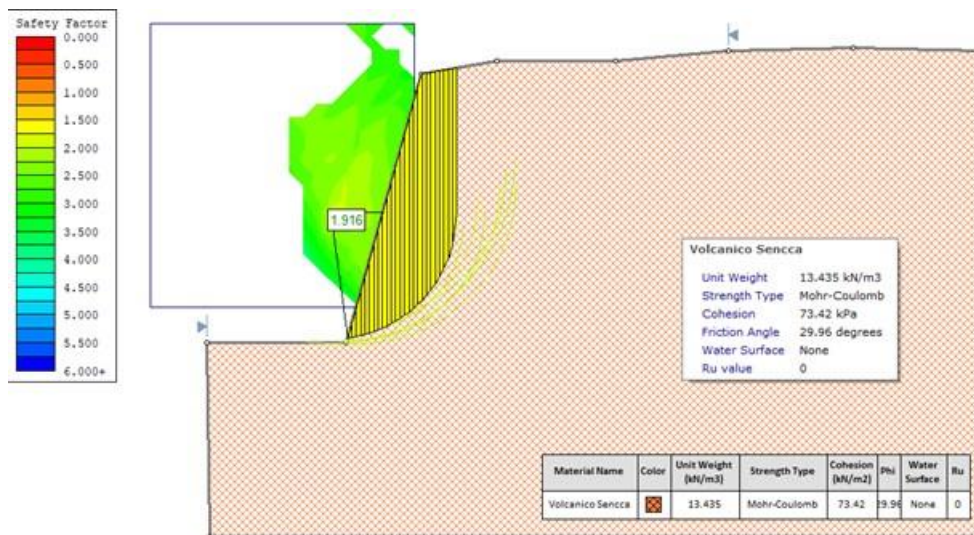 Safety Factor
0.000
0.500
1.000
1.500
2.000
2.500
3.000
3.500
4.000
4.500
5.000
5.500
6.000+
1.916
Volcanico Sencca
Unit Weight 13.435 kN/m3
Strength Type Mohr-Coulomb
Cohesion 73.42 kPa
Friction Angle 29.96 degrees
Water Surface None
Ru value 0
Material Name Color Unit Weight (kN/m3) Strength Type Cohesion (kN/m2) Phi Water Surface Ru
Volcanico Sencca 13.435 Mohr-Coulomb 73.42 29.96 None 0